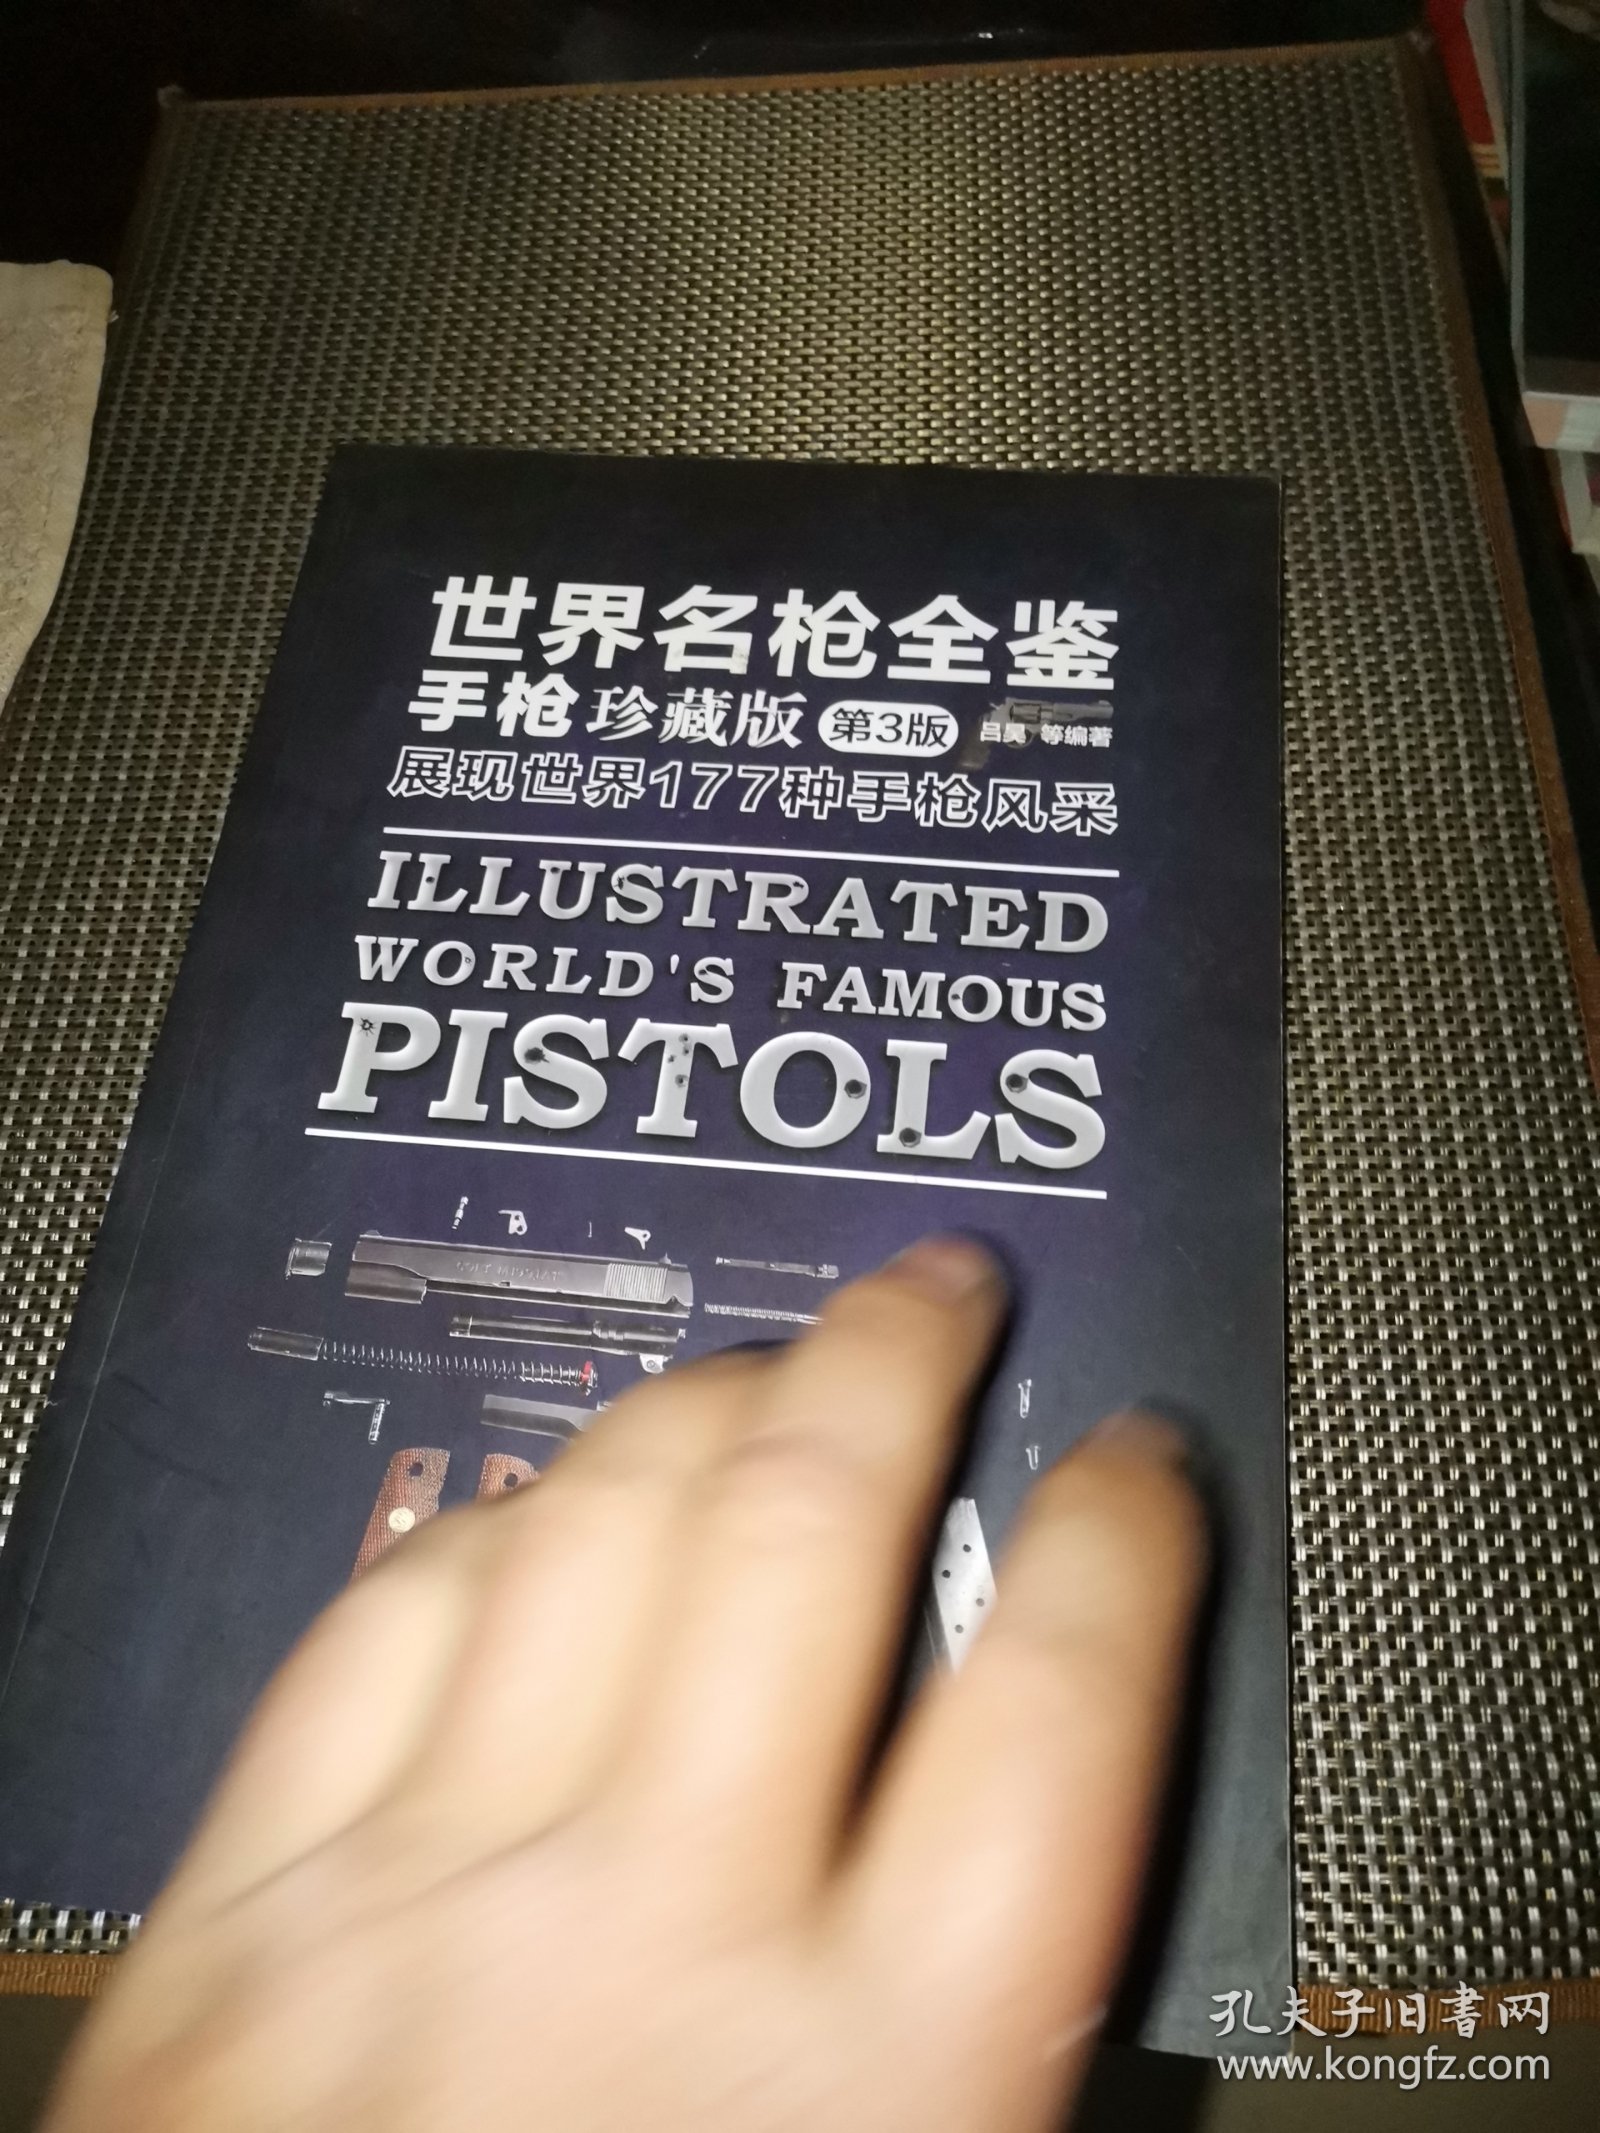 世界名枪全鉴
手枪 珍藏版 第3版 吕昊 等编著
展现世界177种手枪风采
ILLUSTRATED
WORLD'S FAMOUS
PISTOLS
COLT M1991A1
孔夫子旧书网
www.kongfz.com